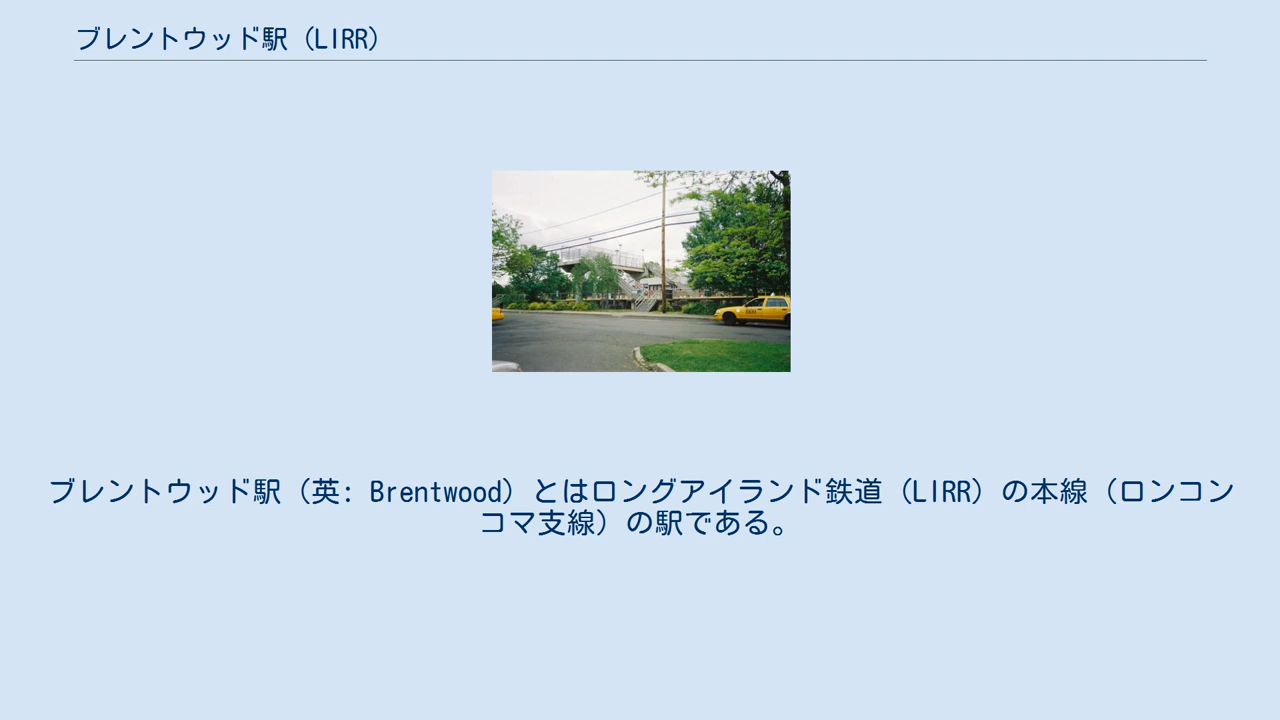 ブレントウッド駅（LIRR）
ブレントウッド駅（英: Brentwood）とはロングアイランド鉄道（LIRR）の本線（ロンコン
コマ支線）の駅である。